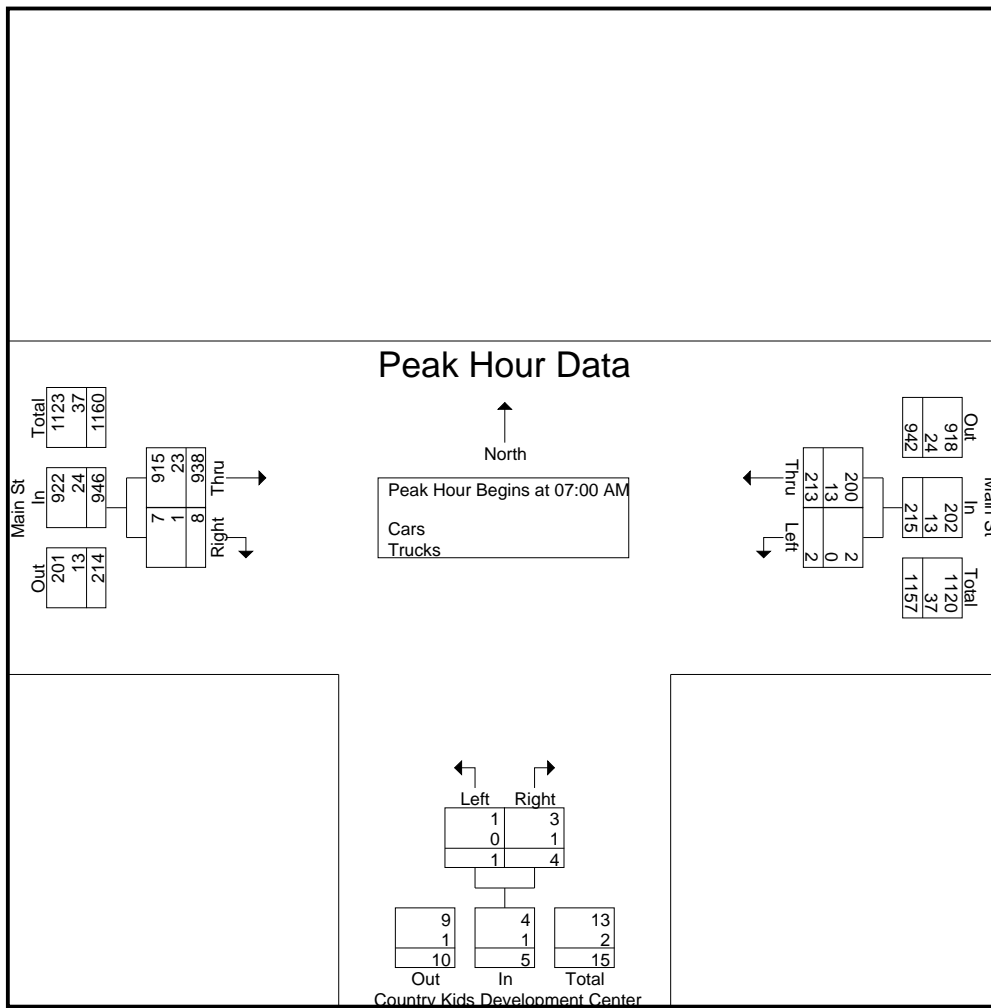 Peak Hour Data
North
Peak Hour Begins at 07:00 AM
Cars
Trucks
Main St
Total
1123
37
1160
In
922
24
946
Out
201
13
214
Thru
915
23
938
Right
7
1
8
Main St
Out
918
24
942
In
202
13
215
Total
1120
37
1157
Thru
200
13
213
Left
2
0
2
Left Right
1 3
0 1
1 4
9 4 13
1 1 2
10 5 15
Out In Total
Country Kids Development Center